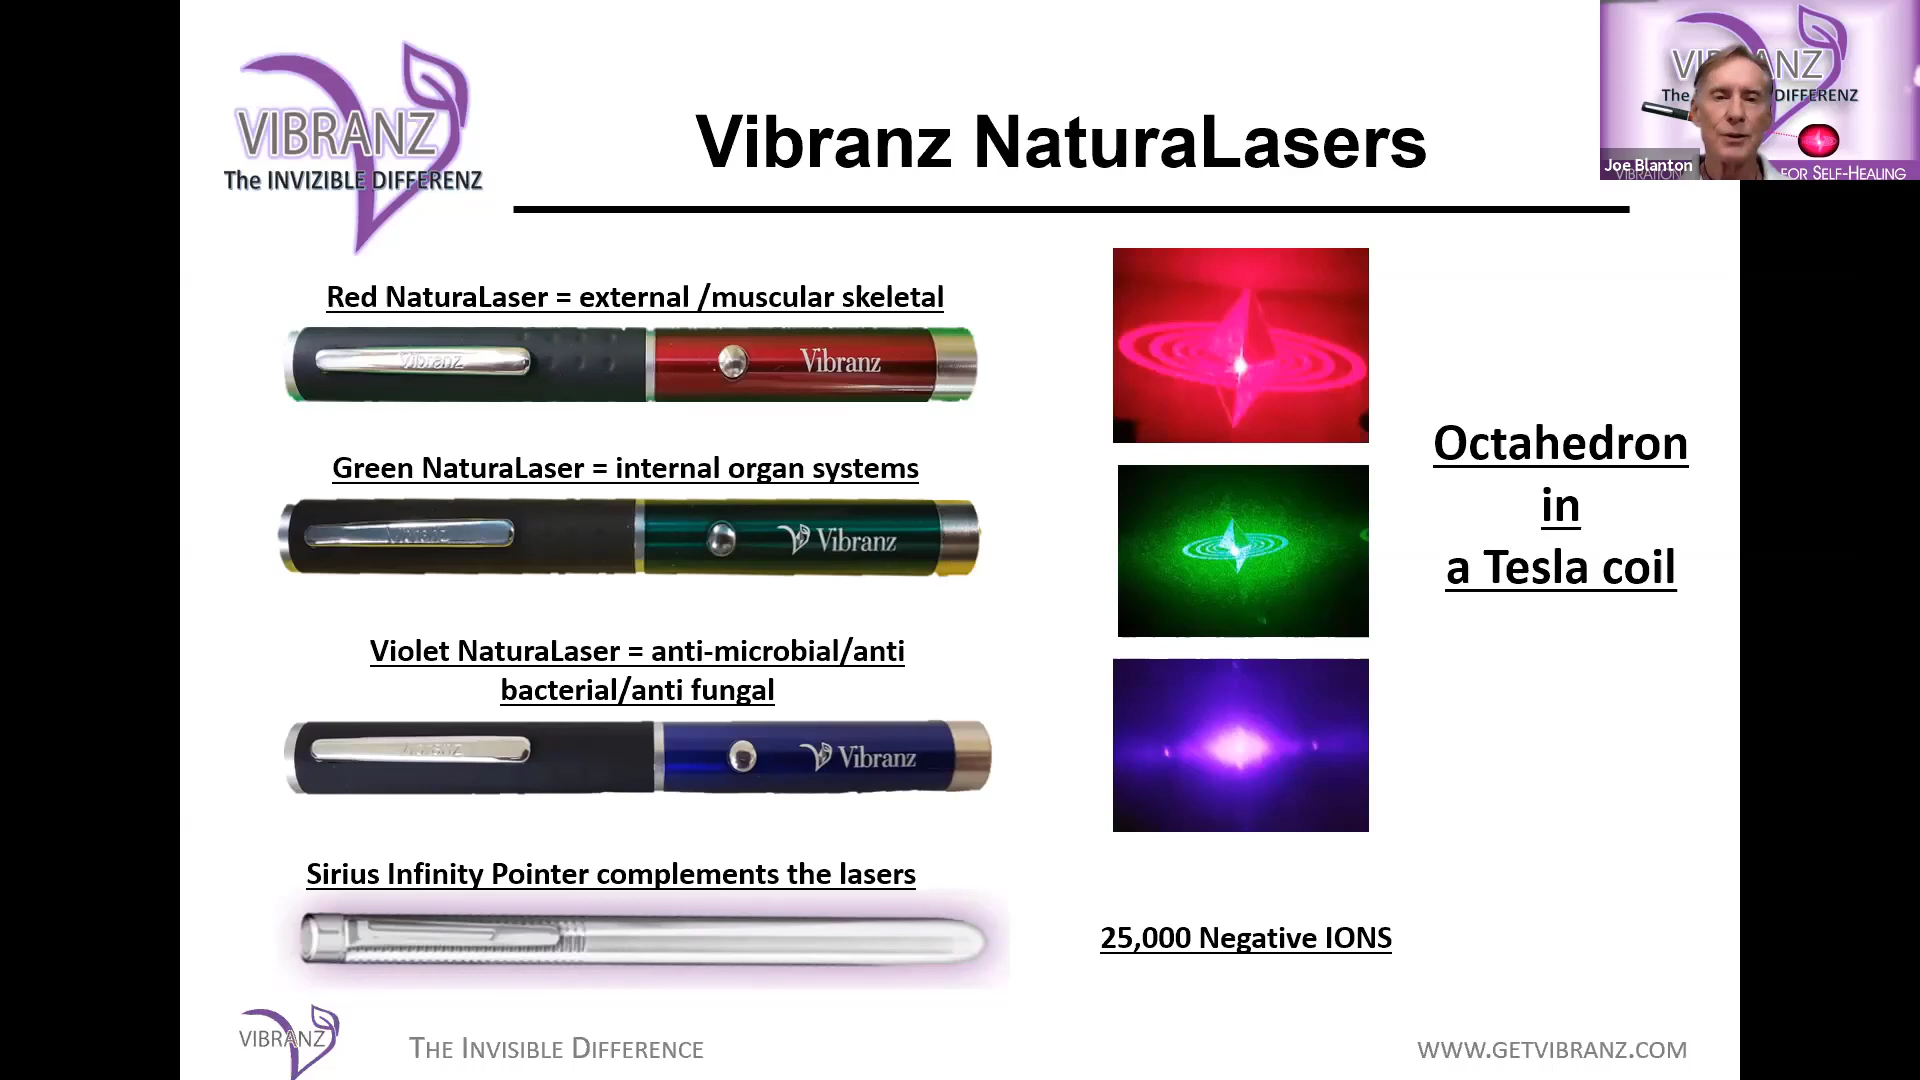 VIBRANZ
The INVIZIBLE DIFFERENZ
Vibranz NaturaLasers
VIBRANZ
The DIFFERENZ
Joe Blanton
VIBRATION FOR SELF-HEALING
Red NaturaLaser = external /muscular skeletal
Vibranz
Vibranz
Green NaturaLaser = internal organ systems
Vibranz
Vibranz
Violet NaturaLaser = anti-microbial/anti
bacterial/anti fungal
Vibranz
Vibranz
Octahedron
in
a Tesla coil
Sirius Infinity Pointer complements the lasers
25,000 Negative IONS
VIBRANZ
THE INVISIBLE DIFFERENCE
WWW.GETVIBRANZ.COM